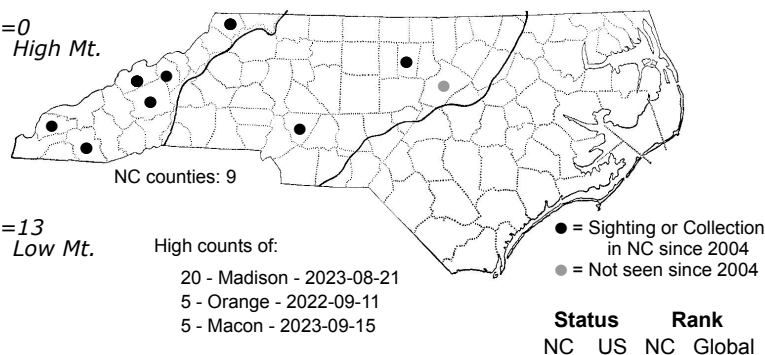 =0
High Mt.
NC counties: 9
=13
Low Mt.
High counts of:
20 - Madison - 2023-08-21
5 - Orange - 2022-09-11
5 - Macon - 2023-09-15
= Sighting or Collection
in NC since 2004
= Not seen since 2004
Status Rank
NC US NC Global